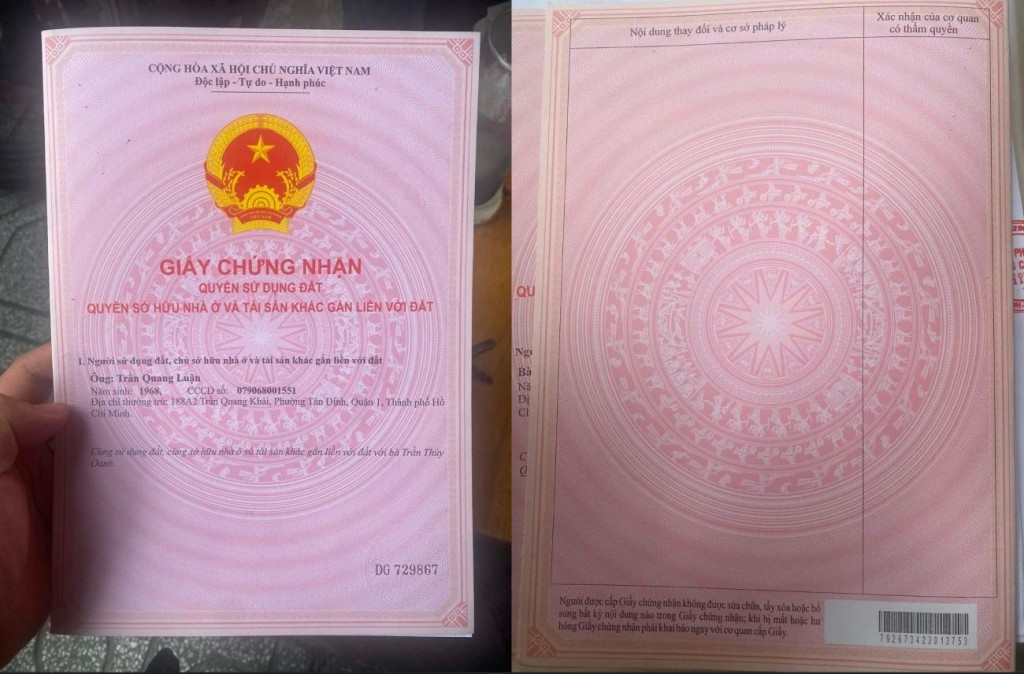 CỘNG HÒA XÃ HỘI CHỦ NGHĨA VIỆT NAM
Độc lập - Tự do - Hạnh phúc
GIẤY CHỨNG NHẬN
QUYỀN SỬ DỤNG ĐẤT
QUYỀN SỞ HỮU NHÀ Ở VÀ TÀI SẢN KHÁC GẮN LIỀN VỚI ĐẤT
1. Người sử dụng đất, chủ sở hữu nhà ở và tài sản khác gắn liền với đất
Ông: Trần Quang Luận
Năm sinh: 1968, CCCD số: 079068001551
Địa chỉ thường trú: 188A2 Trần Quang Khải, Phường Tân Định, Quận 1, Thành phố Hồ
Chí Minh.
Cùng sử dụng đất, cùng sở hữu nhà ở và tài sản khác gắn liền với đất với bà Trần Thùy
Oanh.
DG 729867
Nội dung thay đổi và cơ sở pháp lý
Xác nhận của cơ quan
có thẩm quyền
QU
Bà
Người được cấp Giấy chứng nhận không được sửa chữa, tẩy xóa hoặc bổ
sung bất kỳ nội dung nào trong Giấy chứng nhận; khi bị mất hoặc hư
hỏng Giấy chứng nhận phải khai báo ngay với cơ quan cấp Giấy.
792673423013753